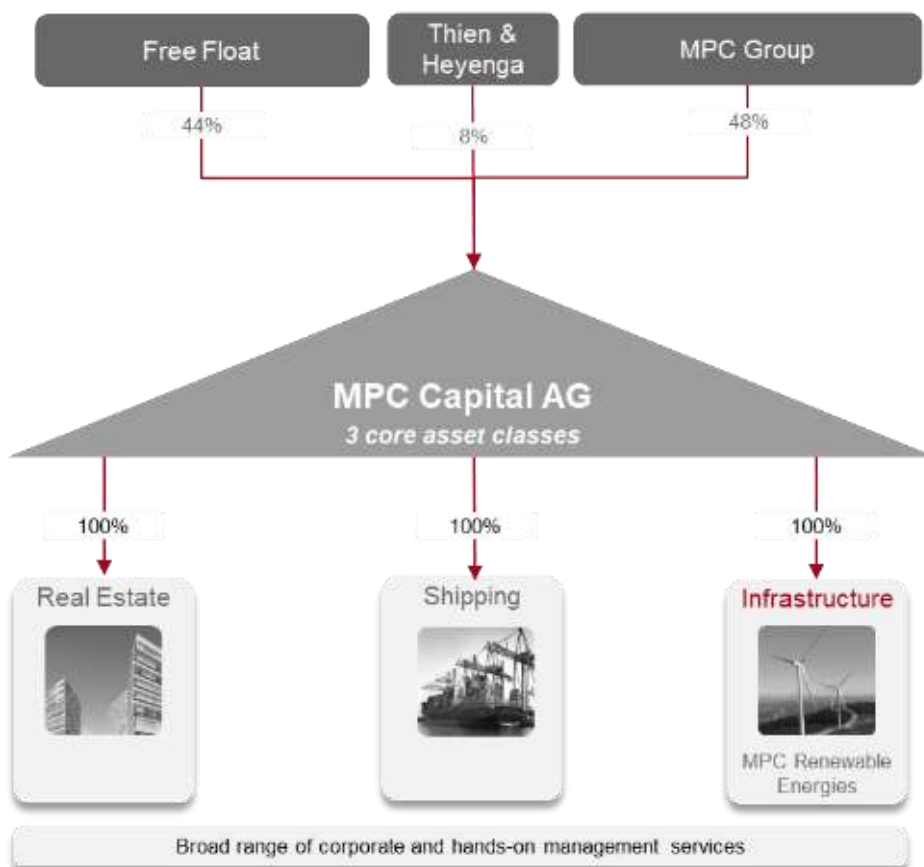 Free Float
Thien &
Heyenga
MPC Group
44%
8%
48%
MPC Capital AG
3 core asset classes
100%
100%
100%
Real Estate
Shipping
Infrastructure
MPC Renewable
Energies
Broad range of corporate and hands-on management services